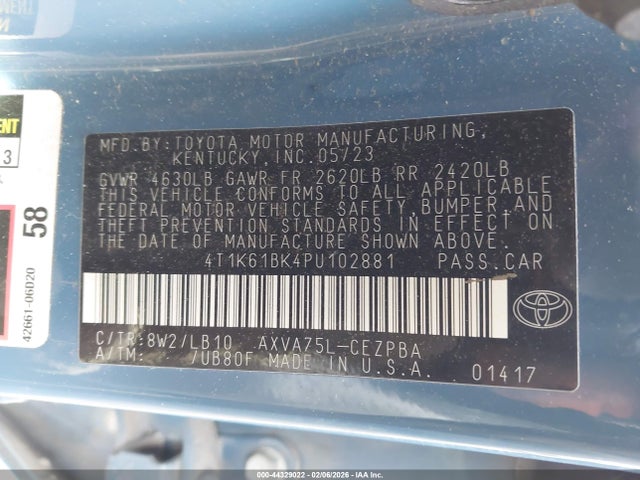 MFD.BY:TOYOTA MOTOR MANUFACTURING,
KENTUCKY,INC.05/23
GVWR 4630LB GAWR FR 2620LB RR 2420LB
THIS VEHICLE CONFORMS TO ALL APPLICABLE
FEDERAL MOTOR VEHICLE SAFETY,BUMPER,AND
THEFT PREVENTION STANDARDS IN EFFECT ON
THE DATE OF MANUFACTURE SHOWN ABOVE.
4T1K61BK4PU102881 PASS.CAR
C/TR:8W2/LB10 AXVA75L-CEZPBA
A/TM: /UB80F MADE IN U.S.A. 01417
58
42661-06D20
000-44329022 - 02/06/2026 - IAAI.COM